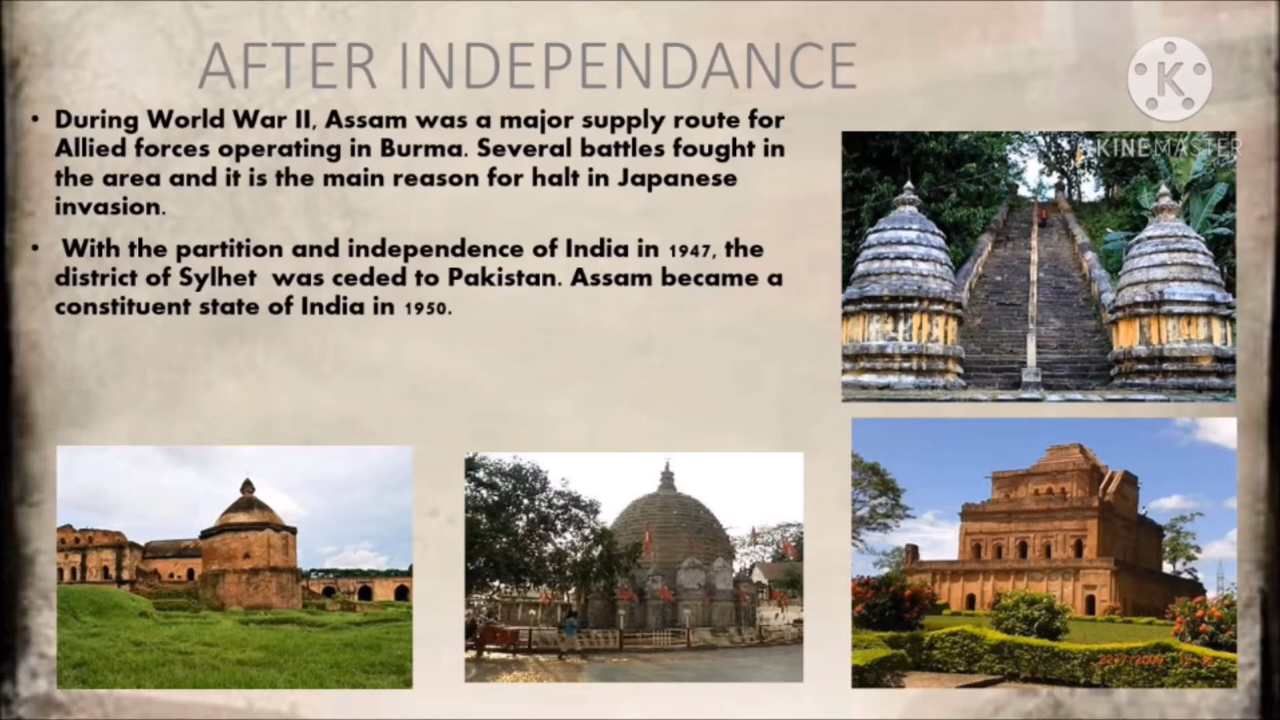 AFTER INDEPENDANCE
K
KINEMASTER
• During World War II, Assam was a major supply route for
Allied forces operating in Burma. Several battles fought in
the area and it is the main reason for halt in Japanese
invasion.
• With the partition and independence of India in 1947, the
district of Sylhet was ceded to Pakistan. Assam became a
constituent state of India in 1950.